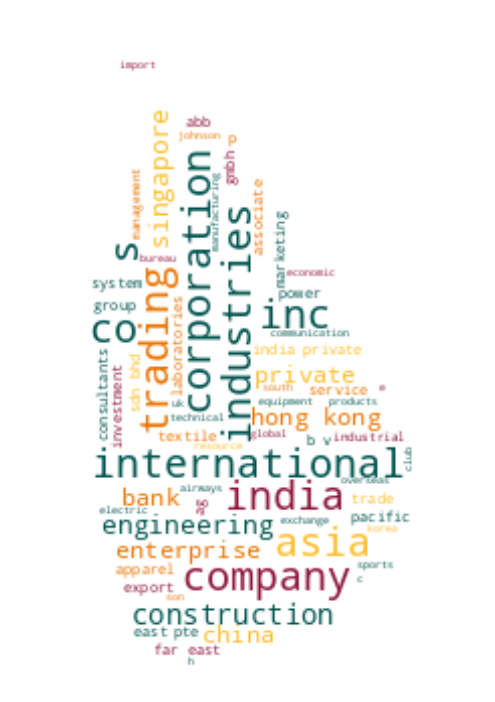 import
abb
johnson
p
gmbh
singapore
management
corporation
manufacturing
industries
associate
marketing
s
bureau
economic
system
power
group
trading
laboratories
inc
co
communication
india private
consultants
investment
sdn bhd
private
south
service
e
uk
equipment
products
technical
hong kong
textile
global
b v
industrial
resource
international
club
airways
overseas
bank
ag
india
trade
electric
engineering
exchange
pacific
korea
enterprise
asia
apparel
sports
export
company
c
son
construction
east
pte
china
far east
h